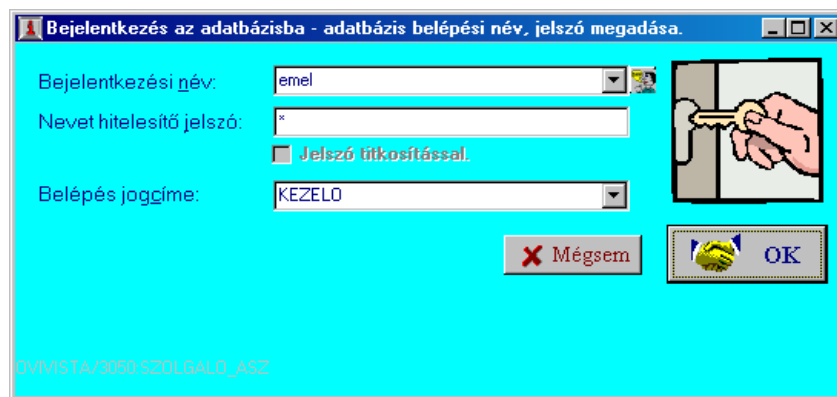 Bejelentkezés az adatbázisba - adatbázis belépési név, jelszó megadása.
Bejelentkezési név: emel
Nevet hitelesítő jelszó: *
Jelszó titkosítással.
Belépés jogcíme: KEZELO
Mégsem OK
OVIVISTA/3050:SZOLGALO_ASZ